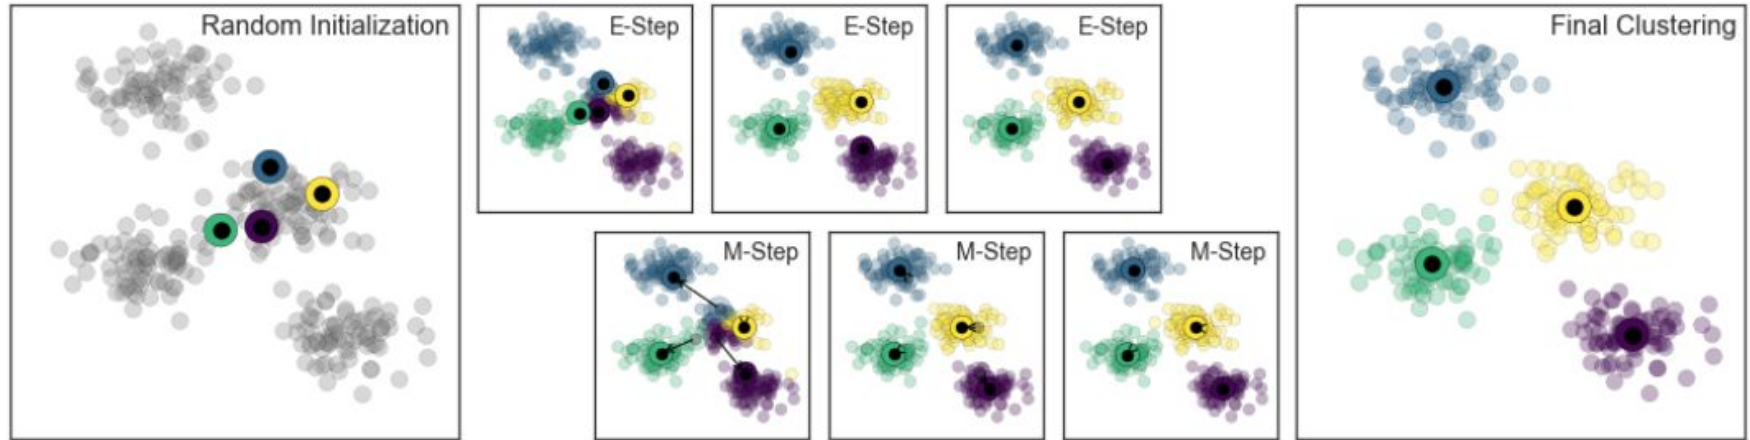 Random Initialization
E-Step
E-Step
E-Step
Final Clustering
M-Step
M-Step
M-Step